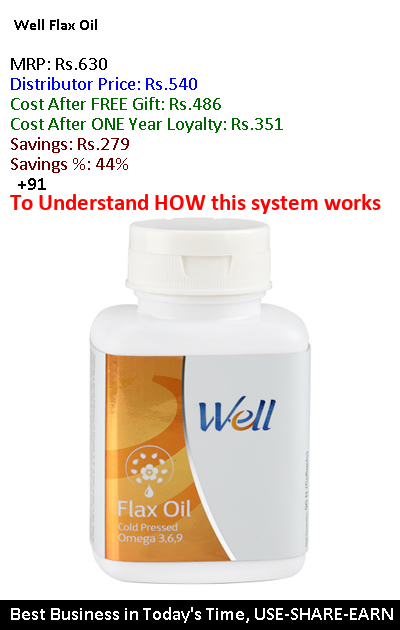 Well Flax Oil
MRP: Rs.630
Distributor Price: Rs.540
Cost After FREE Gift: Rs.486
Cost After ONE Year Loyalty: Rs.351
Savings: Rs.279
Savings %: 44%
+91
To Understand HOW this system works
Well
Flax Oil
Cold Pressed
Omega 3,6,9
Best Business in Today's Time, USE-SHARE-EARN